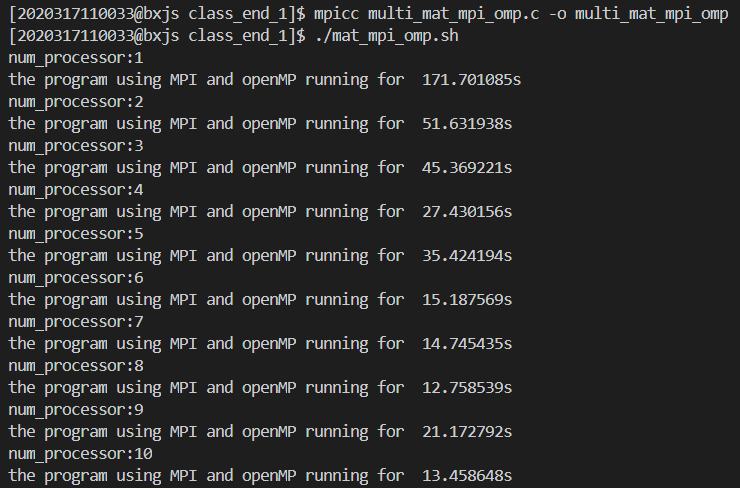 [2020317110033@bxjs class_end_1]$ mpicc multi_mat_mpi_omp.c -o multi_mat_mpi_omp
[2020317110033@bxjs class_end_1]$ ./mat_mpi_omp.sh
num_processor:1
the program using MPI and openMP running for  171.701085s
num_processor:2
the program using MPI and openMP running for  51.631938s
num_processor:3
the program using MPI and openMP running for  45.369221s
num_processor:4
the program using MPI and openMP running for  27.430156s
num_processor:5
the program using MPI and openMP running for  35.424194s
num_processor:6
the program using MPI and openMP running for  15.187569s
num_processor:7
the program using MPI and openMP running for  14.745435s
num_processor:8
the program using MPI and openMP running for  12.758539s
num_processor:9
the program using MPI and openMP running for  21.172792s
num_processor:10
the program using MPI and openMP running for  13.458648s